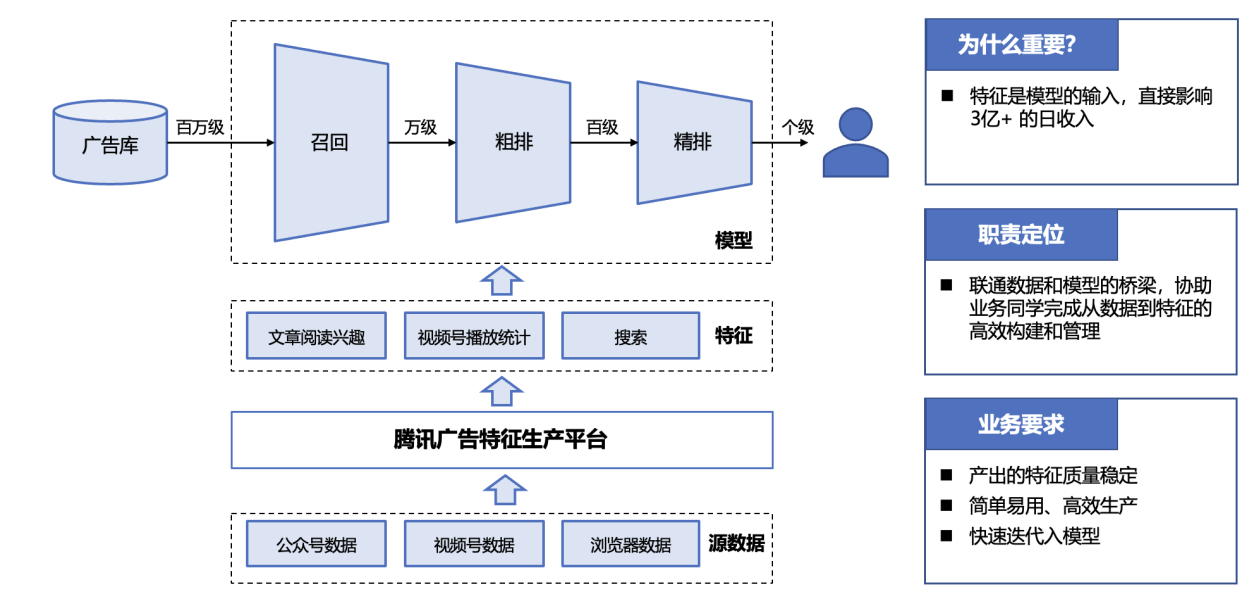 广告库
百万级
召回
万级
粗排
百级
精排
个级
模型
文章阅读兴趣
视频号播放统计
搜索
特征
腾讯广告特征生产平台
公众号数据
视频号数据
浏览器数据
源数据
为什么重要?
■ 特征是模型的输入，直接影响
3亿+ 的日收入
职责定位
■ 联通数据和模型的桥梁，协助
业务同学完成从数据到特征的
高效构建和管理
业务要求
■ 产出的特征质量稳定
■ 简单易用、高效生产
■ 快速迭代入模型